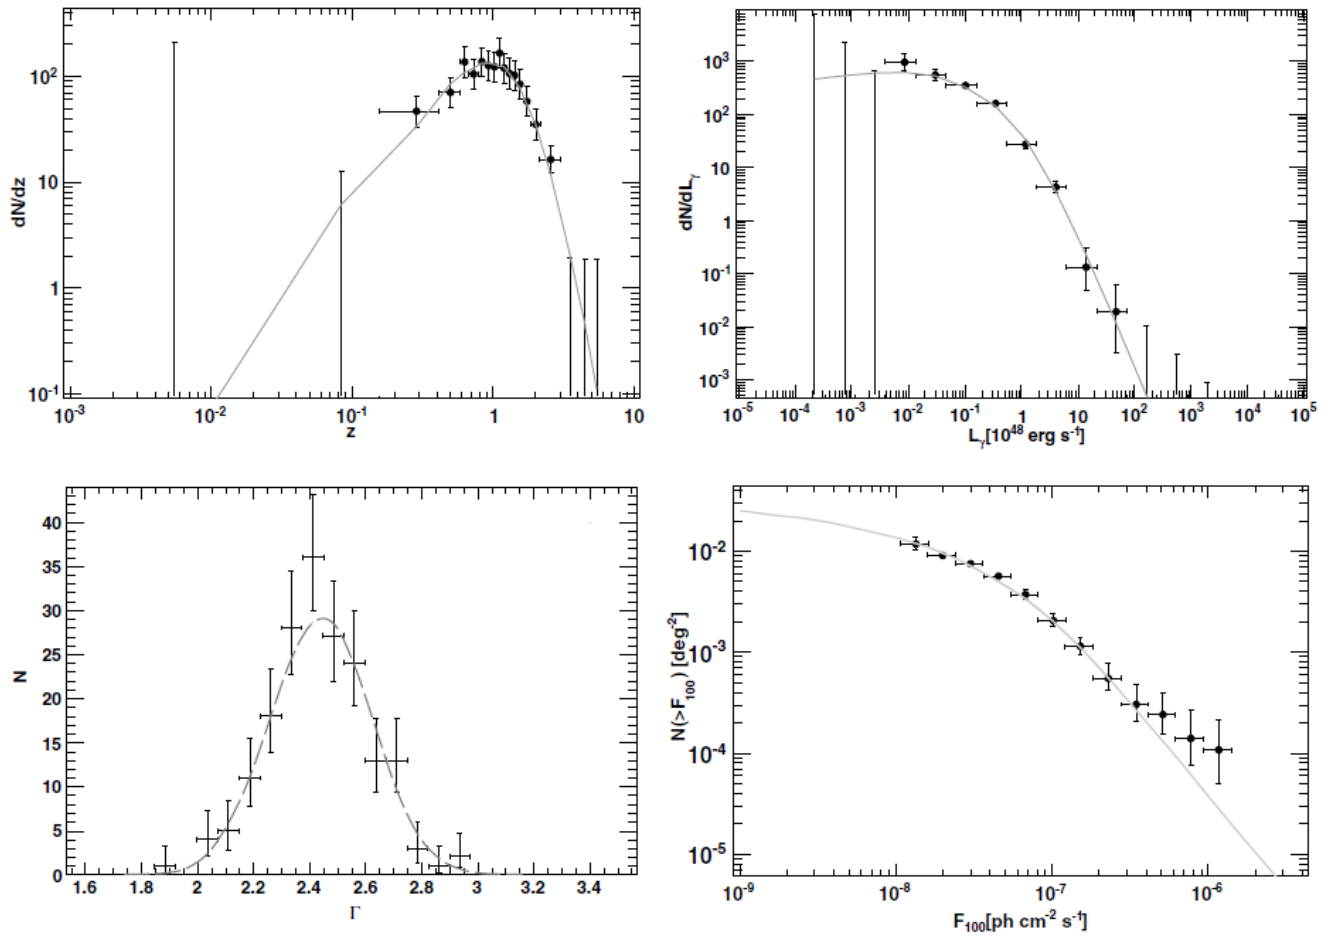 dN/dz
10²
10
1
10⁻¹
10⁻³ 10⁻² 10⁻¹ 1 10
z
dN/dLγ
10³
10²
10
1
10⁻¹
10⁻²
10⁻³
10⁻⁵ 10⁻⁴ 10⁻³ 10⁻² 10⁻¹ 1 10 10² 10³ 10⁴ 10⁵
Lγ[10⁴⁸ erg s⁻¹]
N
40
35
30
25
20
15
10
5
0
1.6 1.8 2 2.2 2.4 2.6 2.8 3 3.2 3.4
Γ
N(>F₁₀₀) [deg⁻²]
10⁻²
10⁻³
10⁻⁴
10⁻⁵
10⁻⁹ 10⁻⁸ 10⁻⁷ 10⁻⁶
F₁₀₀[ph cm⁻² s⁻¹]